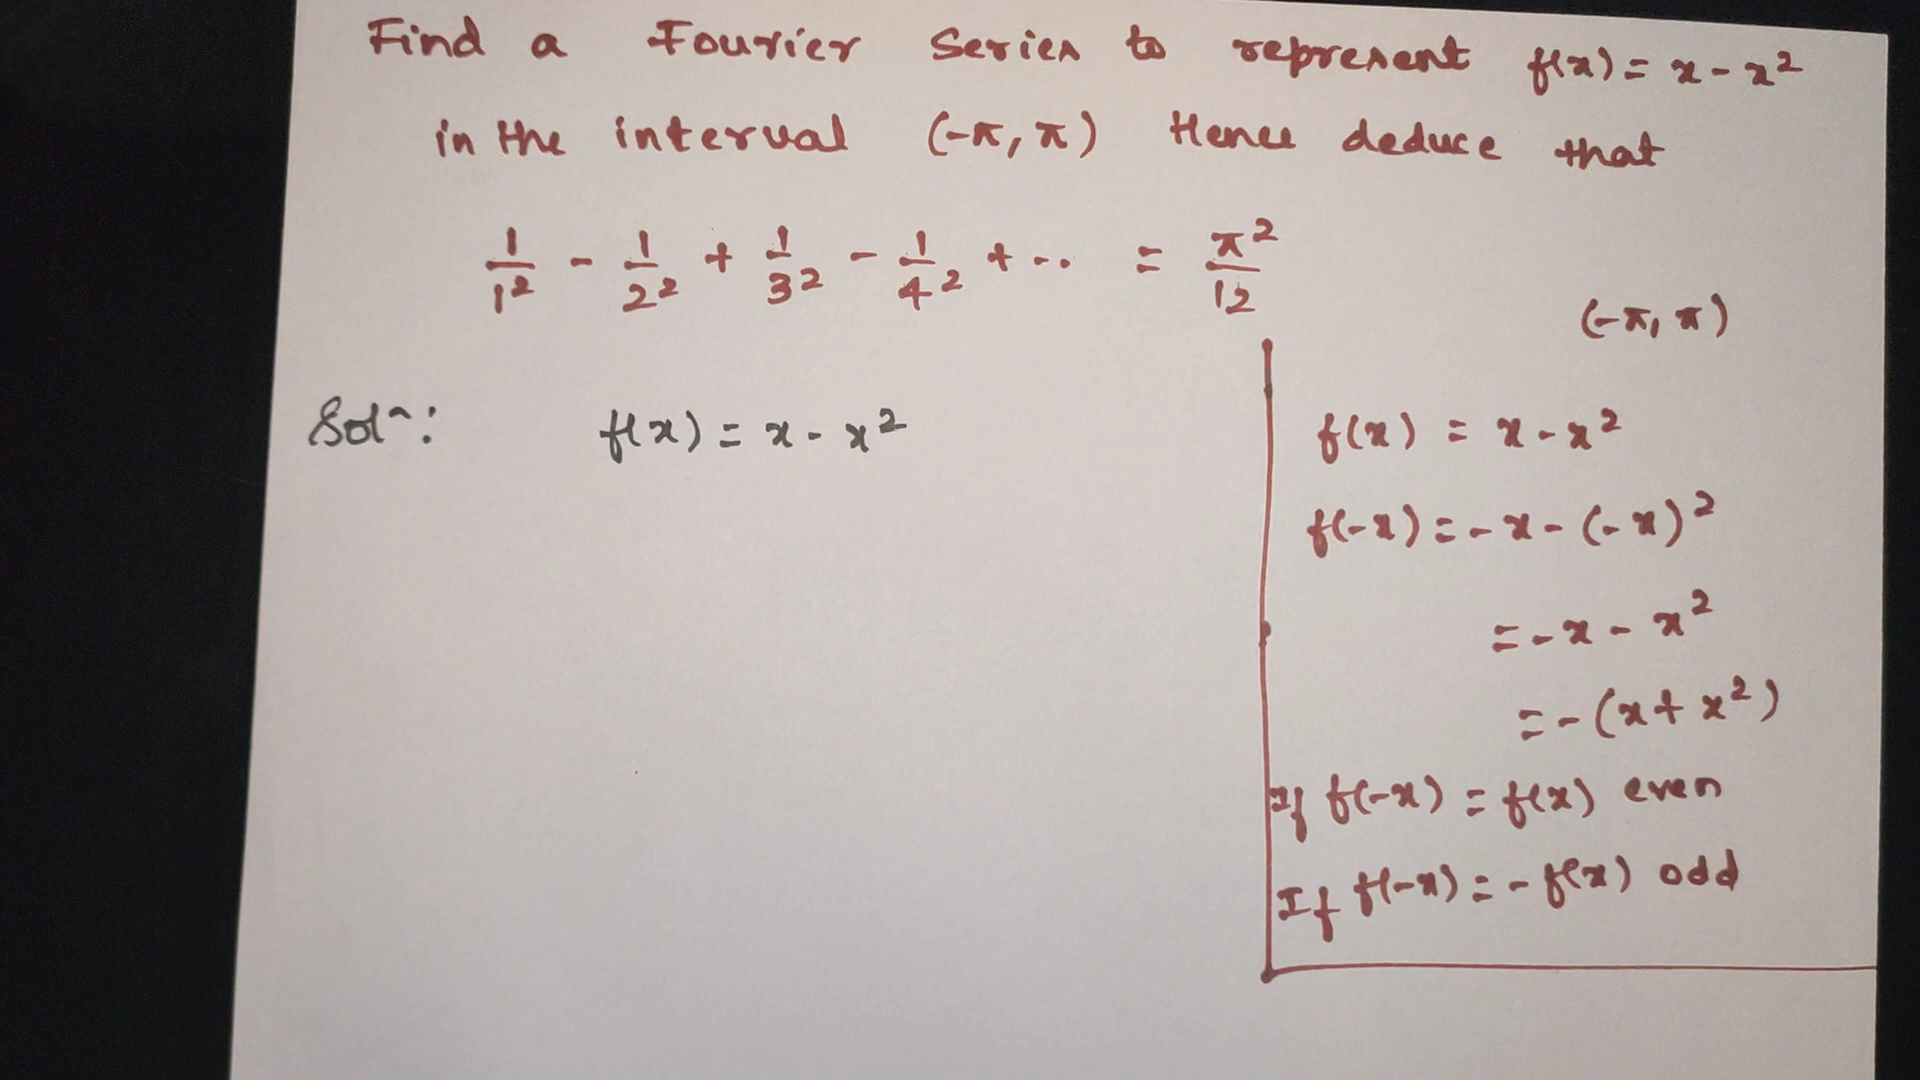 Find a Fourier Series to represent f(x) = x - x²
in the interval (-π, π) Hence deduce that
1/1² - 1/2² + 1/3² - 1/4² + ... = π²/12
(-π, π)
Solⁿ: f(x) = x - x²
f(x) = x - x²
f(-x) = -x - (-x)²
= -x - x²
= -(x + x²)
If f(-x) = f(x) even
If f(-x) = -f(x) odd